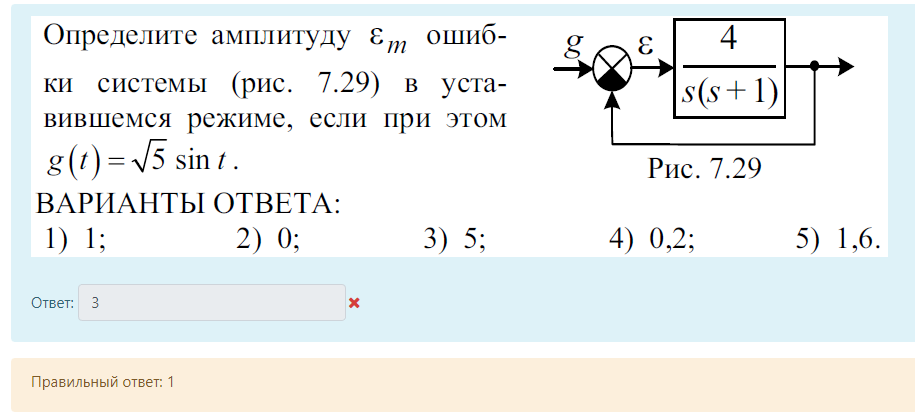 Определите амплитуду εm ошиб-
ки системы (рис. 7.29) в уста-
вившемся режиме, если при этом
g(t) = √5 sin t.
g ε 4
s(s+1)
Рис. 7.29
ВАРИАНТЫ ОТВЕТА:
1) 1; 2) 0; 3) 5; 4) 0,2; 5) 1,6.
Ответ: 3
Правильный ответ: 1